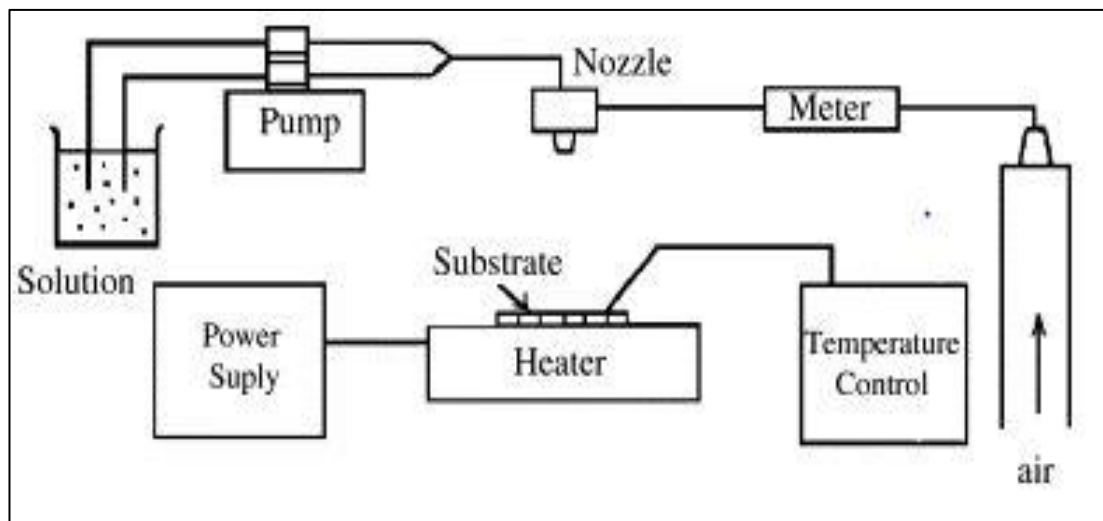 Nozzle
Pump
Meter
Solution
Substrate
Power
Suply
Heater
Temperature
Control
air